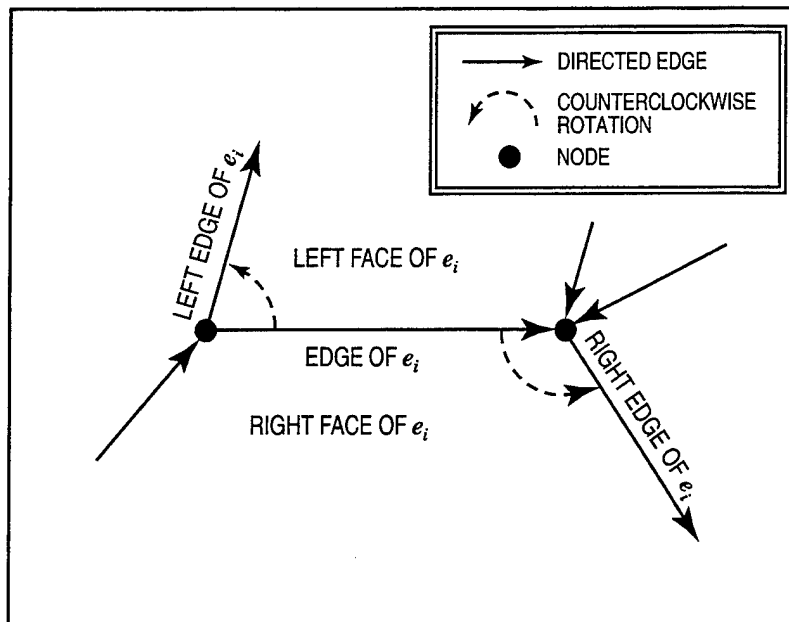 DIRECTED EDGE
COUNTERCLOCKWISE
ROTATION
NODE
LEFT EDGE OF e_i
LEFT FACE OF e_i
EDGE OF e_i
RIGHT FACE OF e_i
RIGHT EDGE OF e_i